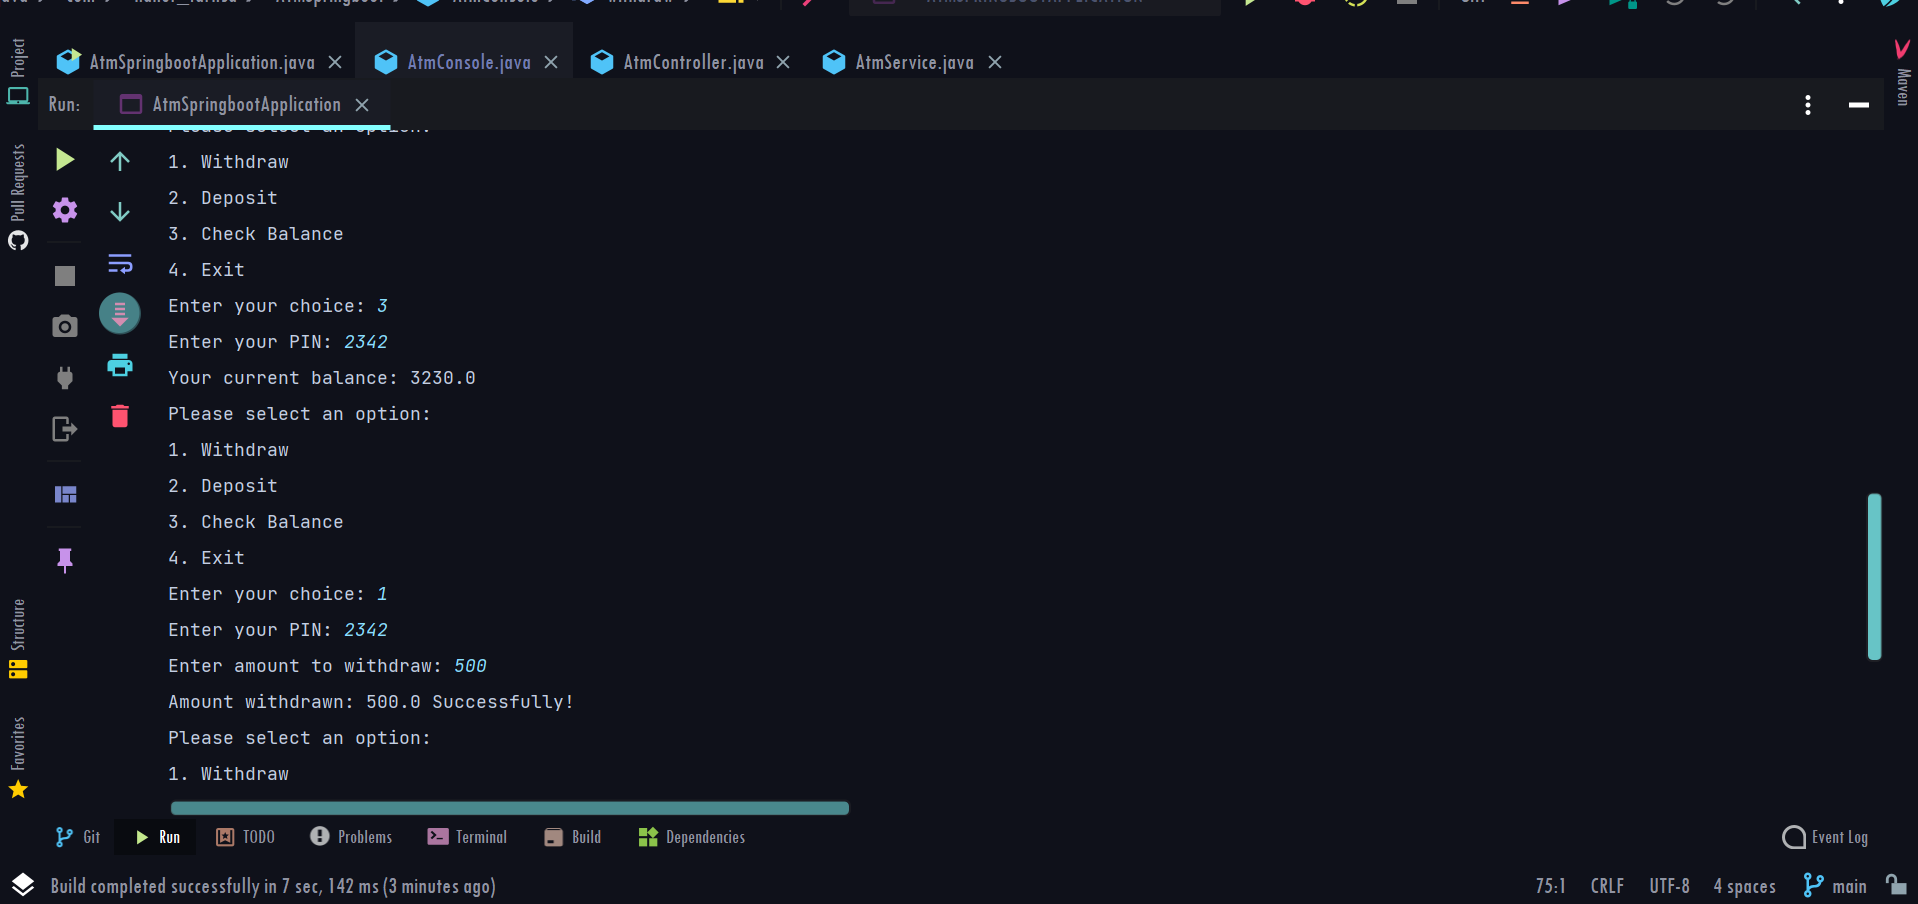 AtmSpringbootApplication.java
AtmConsole.java
AtmController.java
AtmService.java
Project
Pull Requests
Structure
Favorites
Maven
Run:
AtmSpringbootApplication
Please select an option:
1. Withdraw
2. Deposit
3. Check Balance
4. Exit
Enter your choice: 3
Enter your PIN: 2342
Your current balance: 3230.0
Please select an option:
1. Withdraw
2. Deposit
3. Check Balance
4. Exit
Enter your choice: 1
Enter your PIN: 2342
Enter amount to withdraw: 500
Amount withdrawn: 500.0 Successfully!
Please select an option:
1. Withdraw
Git
Run
TODO
Problems
Terminal
Build
Dependencies
Event Log
Build completed successfully in 7 sec, 142 ms (3 minutes ago)
75:1
CRLF
UTF-8
4 spaces
main